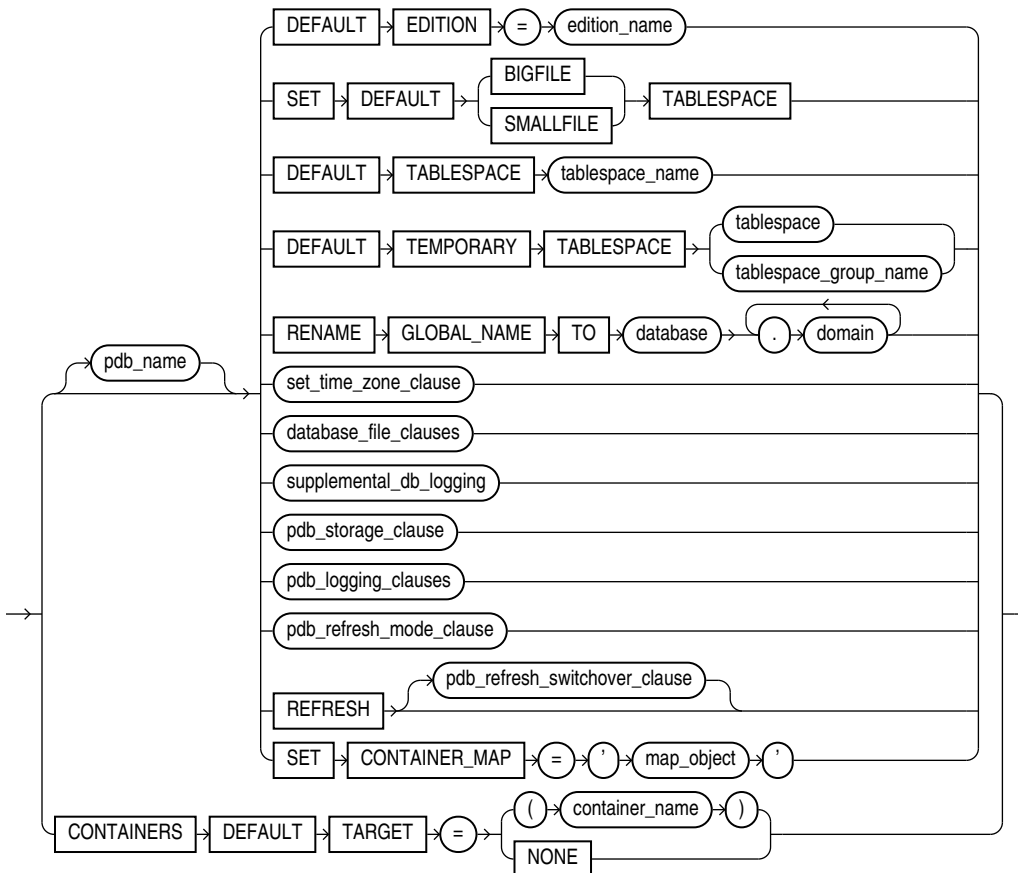 DEFAULT EDITION = edition_name
BIGFILE
SET DEFAULT TABLESPACE
SMALLFILE
DEFAULT TABLESPACE tablespace_name
tablespace
DEFAULT TEMPORARY TABLESPACE
tablespace_group_name
RENAME GLOBAL_NAME TO database . domain
pdb_name
set_time_zone_clause
database_file_clauses
supplemental_db_logging
pdb_storage_clause
pdb_logging_clauses
pdb_refresh_mode_clause
pdb_refresh_switchover_clause
REFRESH
SET CONTAINER_MAP = ' map_object '
( container_name )
CONTAINERS DEFAULT TARGET =
NONE